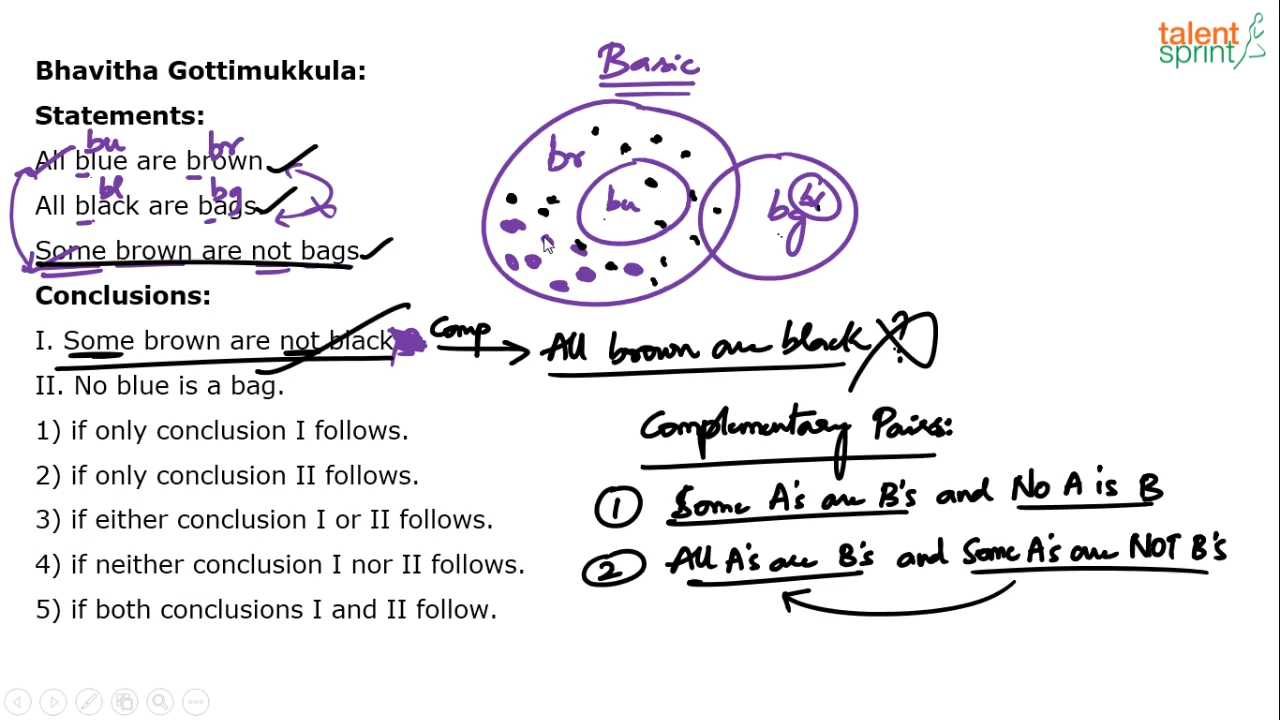 talent
sprint
Basic
Bhavitha Gottimukkula:
Statements:
bu br
All blue are brown
bl bg
All black are bags
Some brown are not bags
br
bu
bg
Conclusions:
I. Some brown are not black
Comp
All brown are black ?
II. No blue is a bag.
Complementary Pairs:
1) if only conclusion I follows.
2) if only conclusion II follows.
1 Some A's are B's and No A is B
3) if either conclusion I or II follows.
2 All A's are B's and Some A's are NOT B's
4) if neither conclusion I nor II follows.
5) if both conclusions I and II follow.